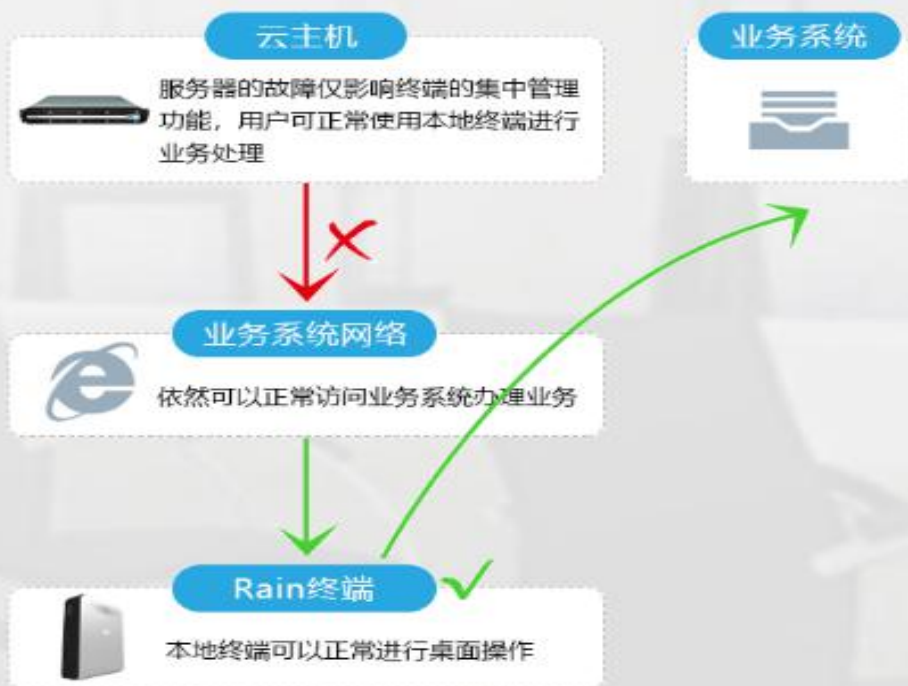 云主机
服务器的故障仅影响终端的集中管理
功能，用户可正常使用本地终端进行
业务处理
业务系统
业务系统网络
依然可以正常访问业务系统办理业务
Rain终端
本地终端可以正常进行桌面操作